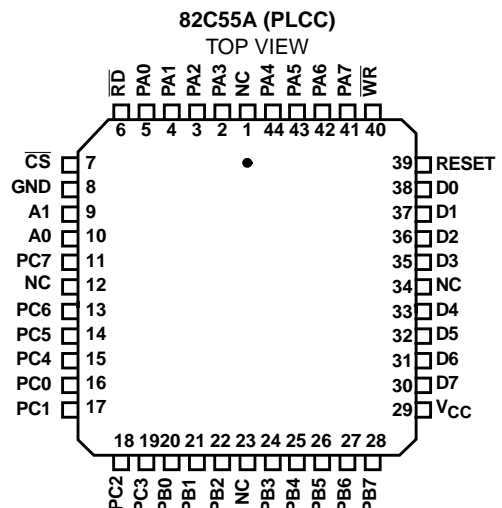 82C55A (PLCC)
TOP VIEW
RD PA0 PA1 PA2 PA3 NC PA4 PA5 PA6 PA7 WR
6 5 4 3 2 1 44 43 42 41 40
CS 7 39 RESET
GND 8 38 D0
A1 9 37 D1
A0 10 36 D2
PC7 11 35 D3
NC 12 34 NC
PC6 13 33 D4
PC5 14 32 D5
PC4 15 31 D6
PC0 16 30 D7
PC1 17 29 VCC
18 19 20 21 22 23 24 25 26 27 28
PC2 PC3 PB0 PB1 PB2 NC PB3 PB4 PB5 PB6 PB7